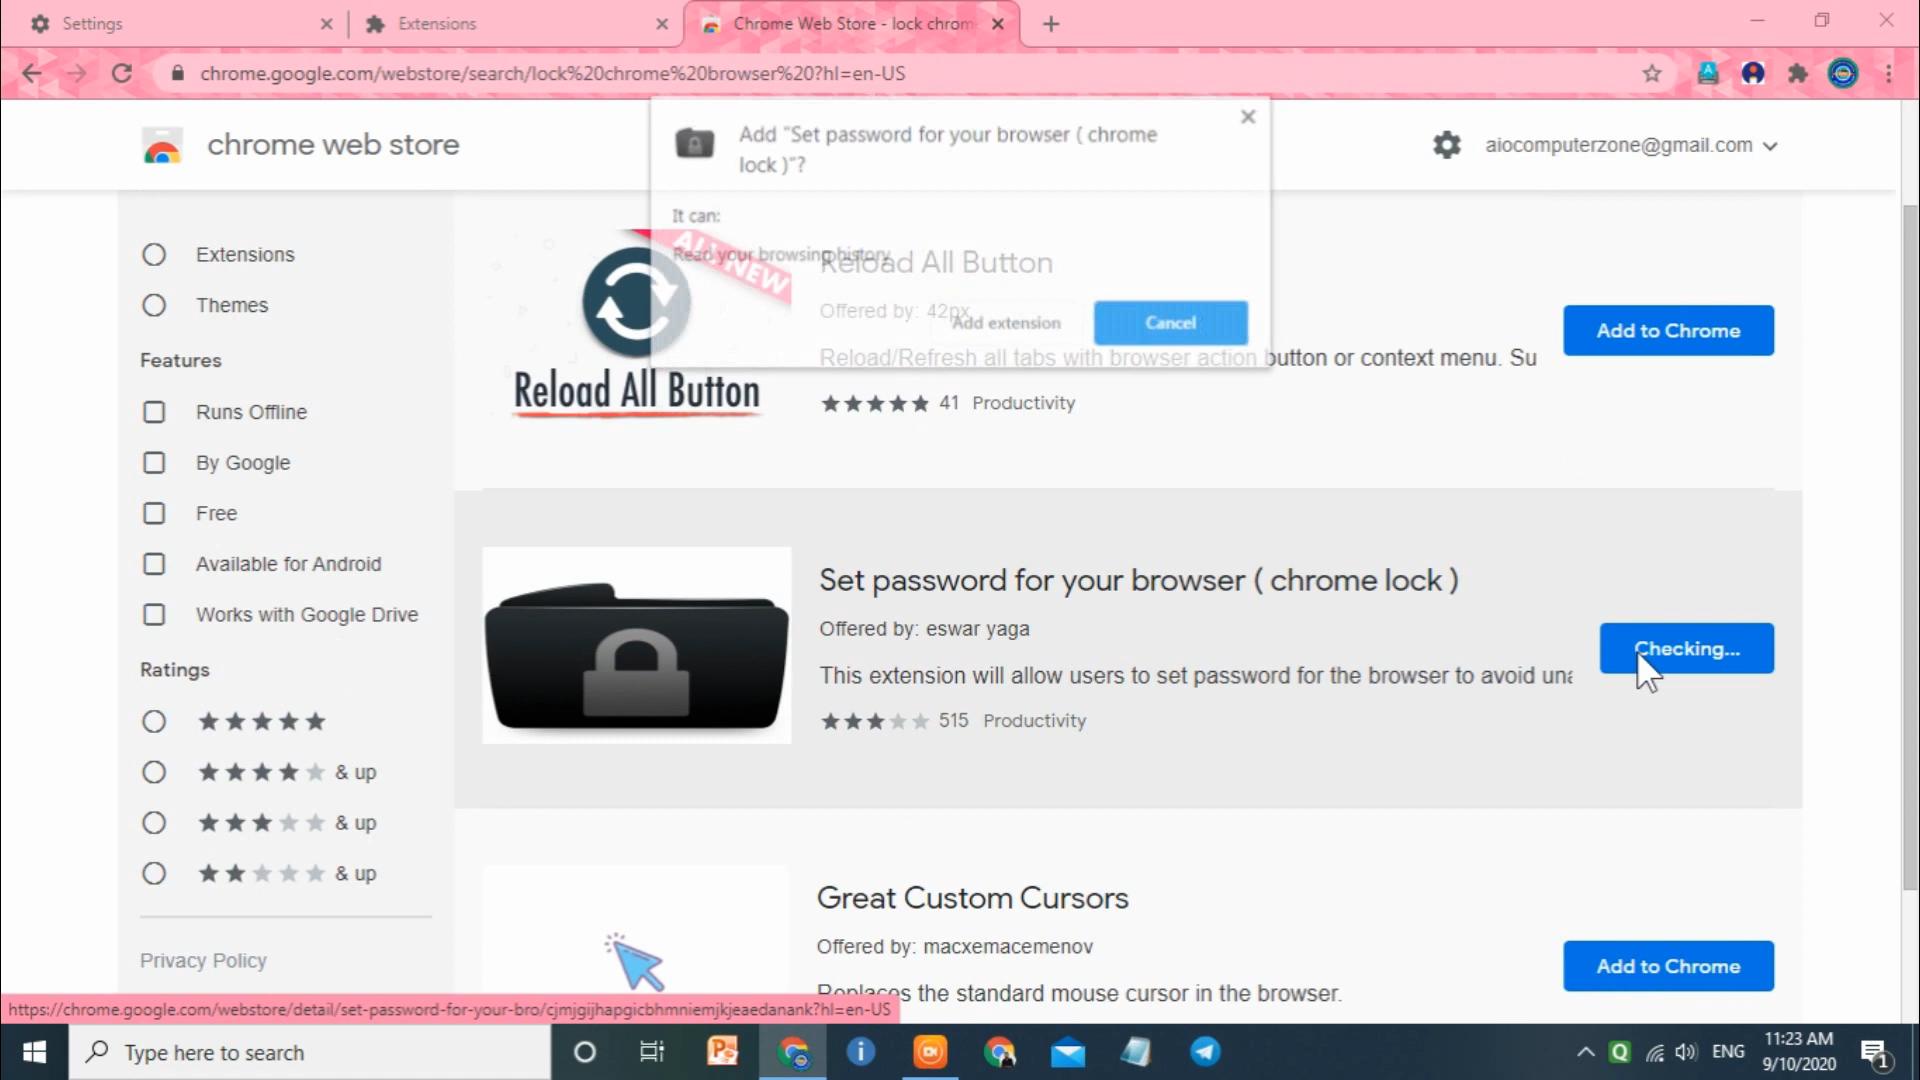 Settings
Extensions
Chrome Web Store - lock chrom
chrome.google.com/webstore/search/lock%20chrome%20browser%20?hl=en-US
chrome web store
aiocomputerzone@gmail.com
Add "Set password for your browser ( chrome
lock )"?
It can:
Read your browsing history
Add extension
Cancel
Extensions
Themes
Features
Runs Offline
By Google
Free
Available for Android
Works with Google Drive
Ratings
& up
& up
& up
Privacy Policy
ALL NEW
Reload All Button
Reload All Button
Offered by: 42px
Reload/Refresh all tabs with browser action button or context menu. Su
41 Productivity
Add to Chrome
Set password for your browser ( chrome lock )
Offered by: eswar yaga
This extension will allow users to set password for the browser to avoid una
515 Productivity
Checking...
Great Custom Cursors
Offered by: macxemacemenov
Replaces the standard mouse cursor in the browser.
Add to Chrome
https://chrome.google.com/webstore/detail/set-password-for-your-bro/cjmjgijhapgicbhmniemjkjeaedanank?hl=en-US
Type here to search
ENG
11:23 AM
9/10/2020
1